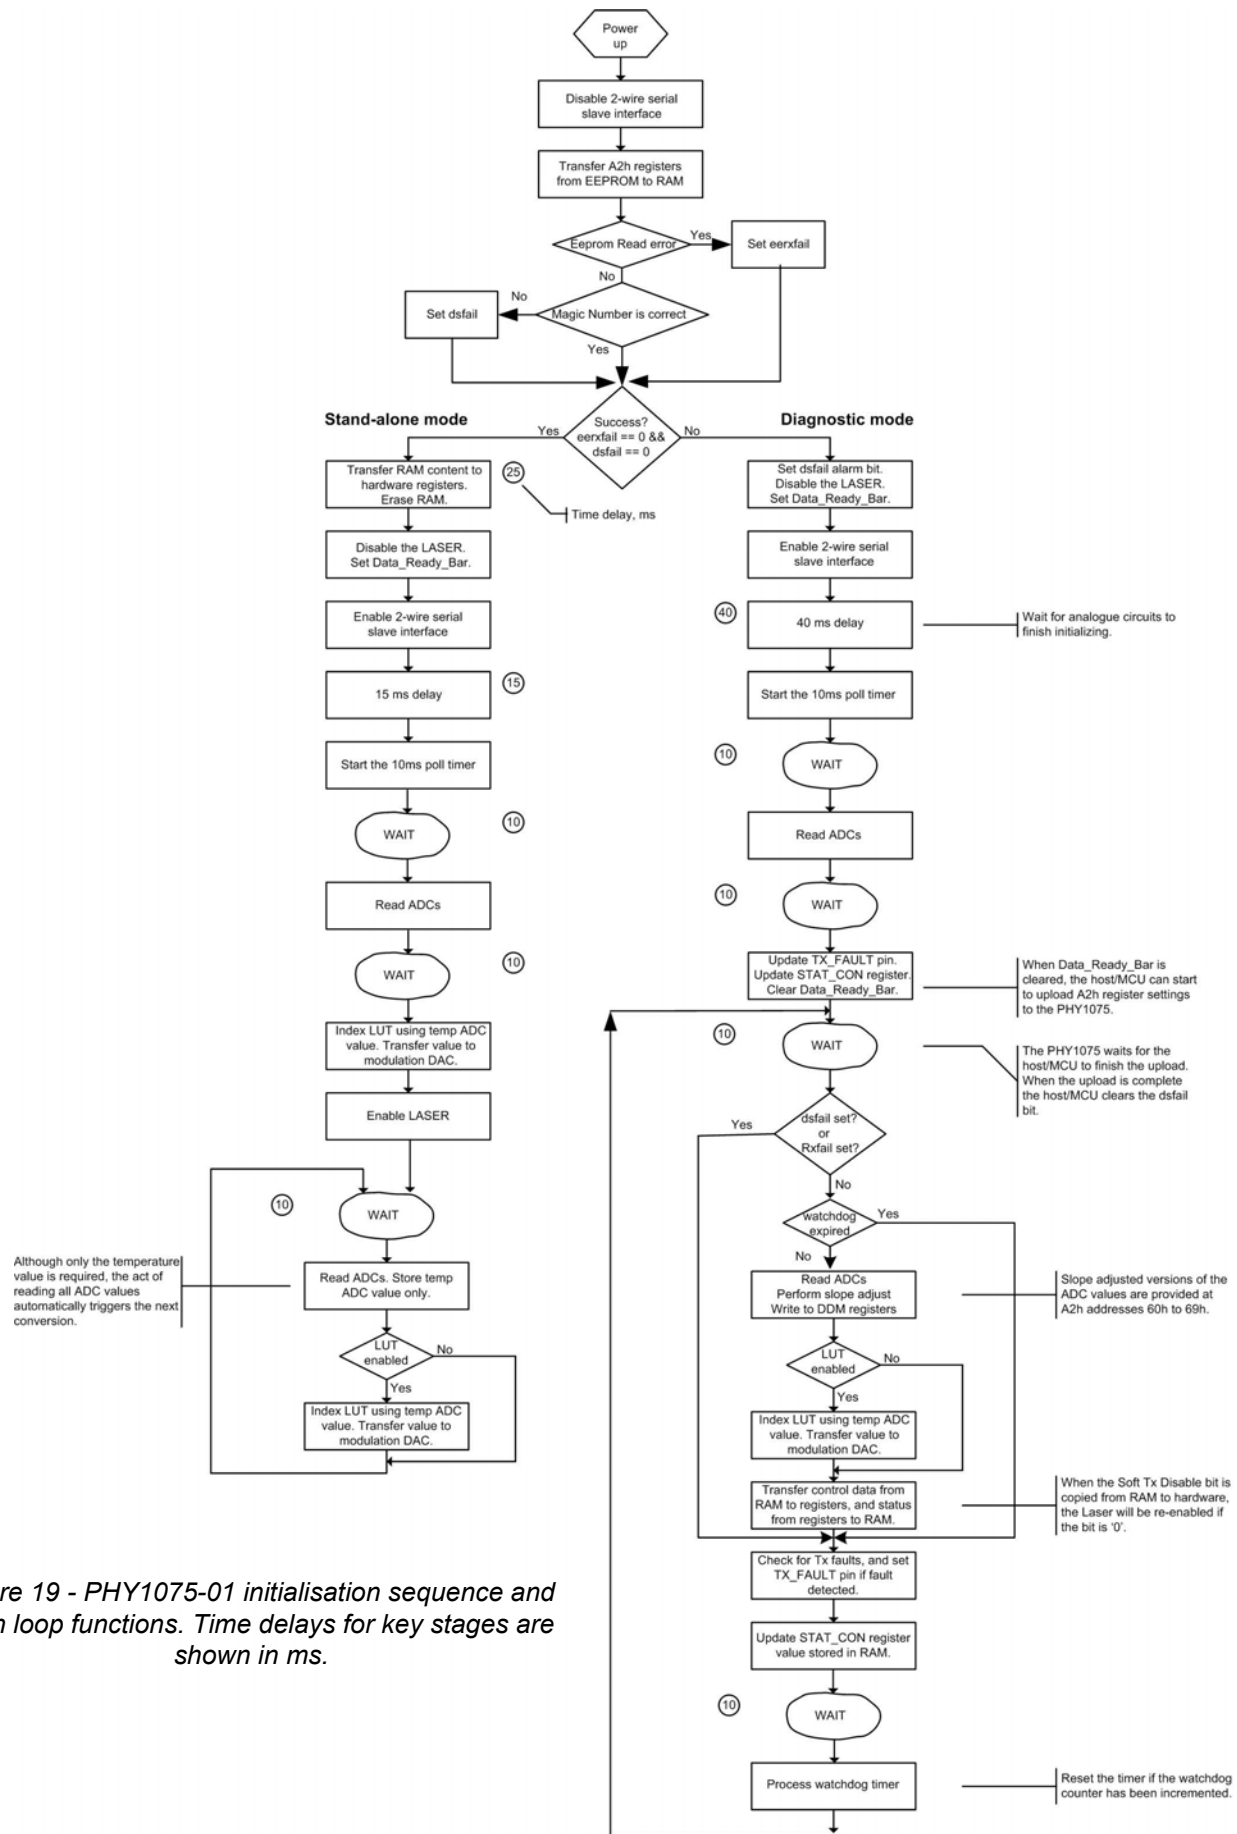 Power
up
Disable 2-wire serial
slave interface
Transfer A2h registers
from EEPROM to RAM
Eeprom Read error
Yes
Set eerxfail
No
Magic Number is correct
No
Set dsfail
Yes
Success?
eerxfail == 0 &&
dsfail == 0
Yes
No
Stand-alone mode
Transfer RAM content to
hardware registers.
Erase RAM.
25
Time delay, ms
Disable the LASER.
Set Data_Ready_Bar.
Enable 2-wire serial
slave interface
15 ms delay
15
Start the 10ms poll timer
WAIT
10
Read ADCs
WAIT
10
Index LUT using temp ADC
value. Transfer value to
modulation DAC.
Enable LASER
10
WAIT
Although only the temperature
value is required, the act of
reading all ADC values
automatically triggers the next
conversion.
Read ADCs. Store temp
ADC value only.
LUT
enabled
No
Yes
Index LUT using temp ADC
value. Transfer value to
modulation DAC.
Diagnostic mode
Set dsfail alarm bit.
Disable the LASER.
Set Data_Ready_Bar.
Enable 2-wire serial
slave interface
40
40 ms delay
Wait for analogue circuits to
finish initializing.
Start the 10ms poll timer
10
WAIT
Read ADCs
10
WAIT
Update TX_FAULT pin.
Update STAT_CON register.
Clear Data_Ready_Bar.
When Data_Ready_Bar is
cleared, the host/MCU can start
to upload A2h register settings
to the PHY1075.
10
WAIT
The PHY1075 waits for the
host/MCU to finish the upload.
When the upload is complete
the host/MCU clears the dsfail
bit.
dsfail set?
or
Rxfail set?
Yes
No
watchdog
expired
Yes
No
Read ADCs
Perform slope adjust
Write to DDM registers
Slope adjusted versions of the
ADC values are provided at
A2h addresses 60h to 69h.
LUT
enabled
No
Yes
Index LUT using temp ADC
value. Transfer value to
modulation DAC.
Transfer control data from
RAM to registers, and status
from registers to RAM.
When the Soft Tx Disable bit is
copied from RAM to hardware,
the Laser will be re-enabled if
the bit is ‘0’.
Check for Tx faults, and set
TX_FAULT pin if fault
detected.
Update STAT_CON register
value stored in RAM.
10
WAIT
Process watchdog timer
Reset the timer if the watchdog
counter has been incremented.
re 19 - PHY1075-01 initialisation sequence and
loop functions. Time delays for key stages are
shown in ms.